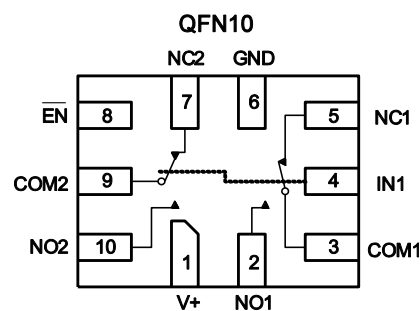 QFN10
NC2 GND
7 6
EN 8 5 NC1
COM2 9 4 IN1
NO2 10 3 COM1
1 2
V+ NO1